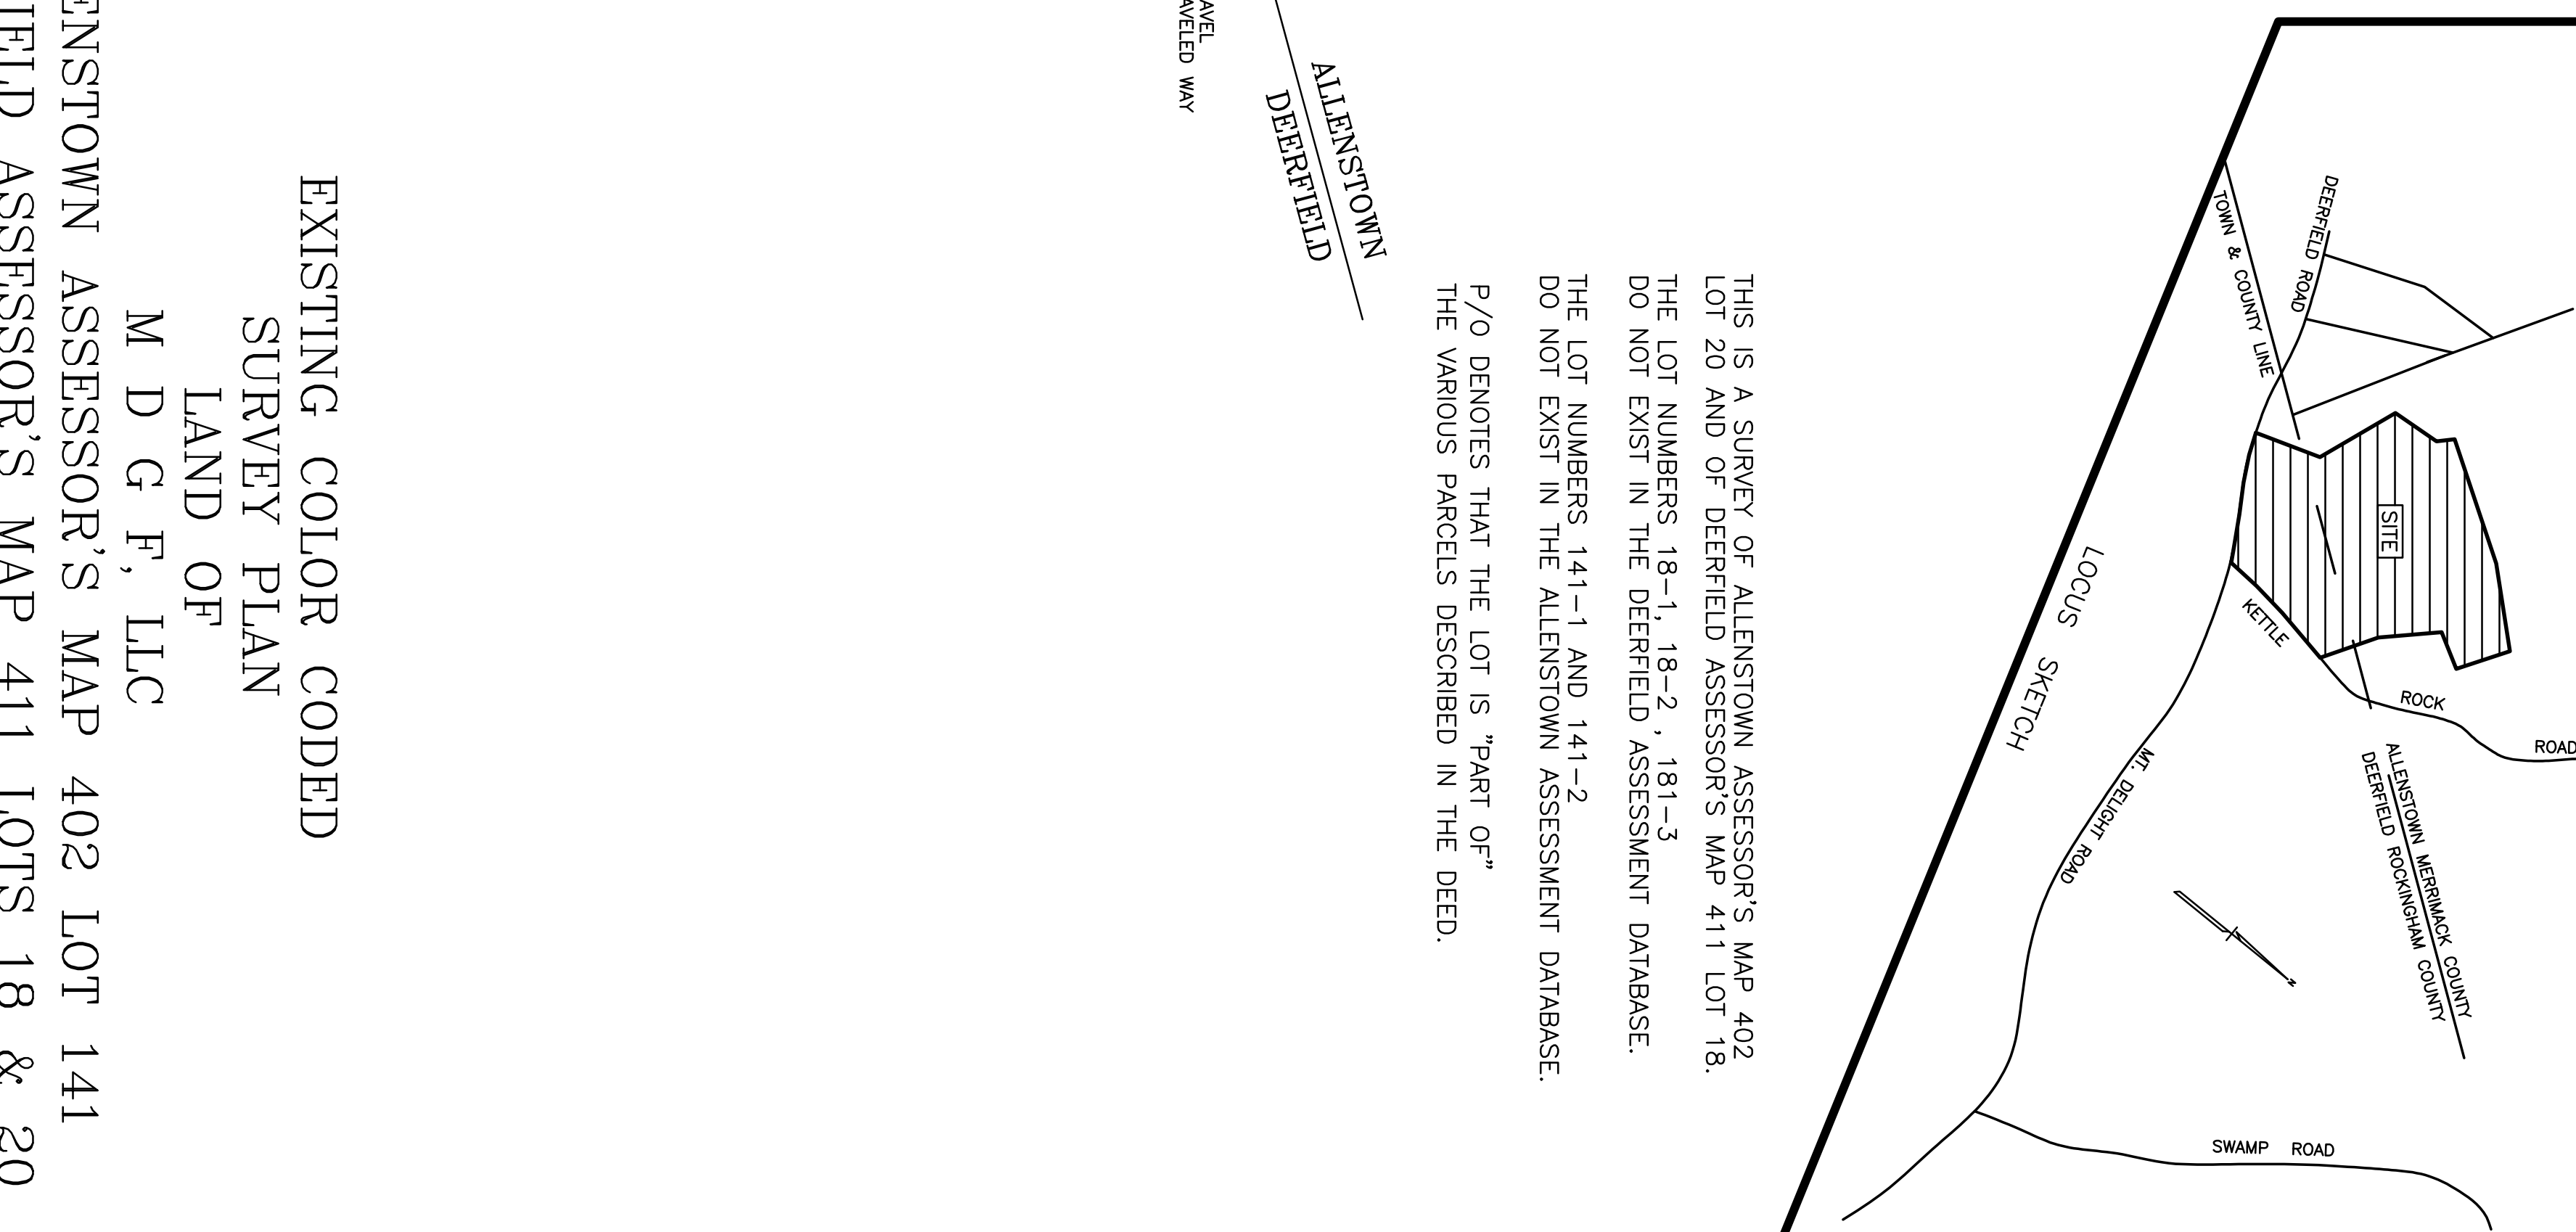 DEERFIELD ROAD
TOWN & COUNTY LINE
SITE
KETTLE
ROCK
ROAD
LOCUS SKETCH
MT. DELIGHT ROAD
ALLENSTOWN MERRIMACK COUNTY
DEERFIELD ROCKINGHAM COUNTY
N
SWAMP ROAD
THIS IS A SURVEY OF ALLENSTOWN ASSESSOR'S MAP 402
LOT 20 AND OF DEERFIELD ASSESSOR'S MAP 411 LOT 18.
THE LOT NUMBERS 18-1, 18-2 , 181-3
DO NOT EXIST IN THE DEERFIELD ASSESSMENT DATABASE.
THE LOT NUMBERS 141-1 AND 141-2
DO NOT EXIST IN THE ALLENSTOWN ASSESSMENT DATABASE.
P/O DENOTES THAT THE LOT IS "PART OF"
THE VARIOUS PARCELS DESCRIBED IN THE DEED.
ALLENSTOWN
DEERFIELD
AVEL
AVELED WAY
EXISTING COLOR CODED
SURVEY PLAN
LAND OF
M D G F, LLC
ENSTOWN ASSESSOR'S MAP 402 LOT 141
IELD ASSESSOR'S MAP 411 LOTS 18 & 20